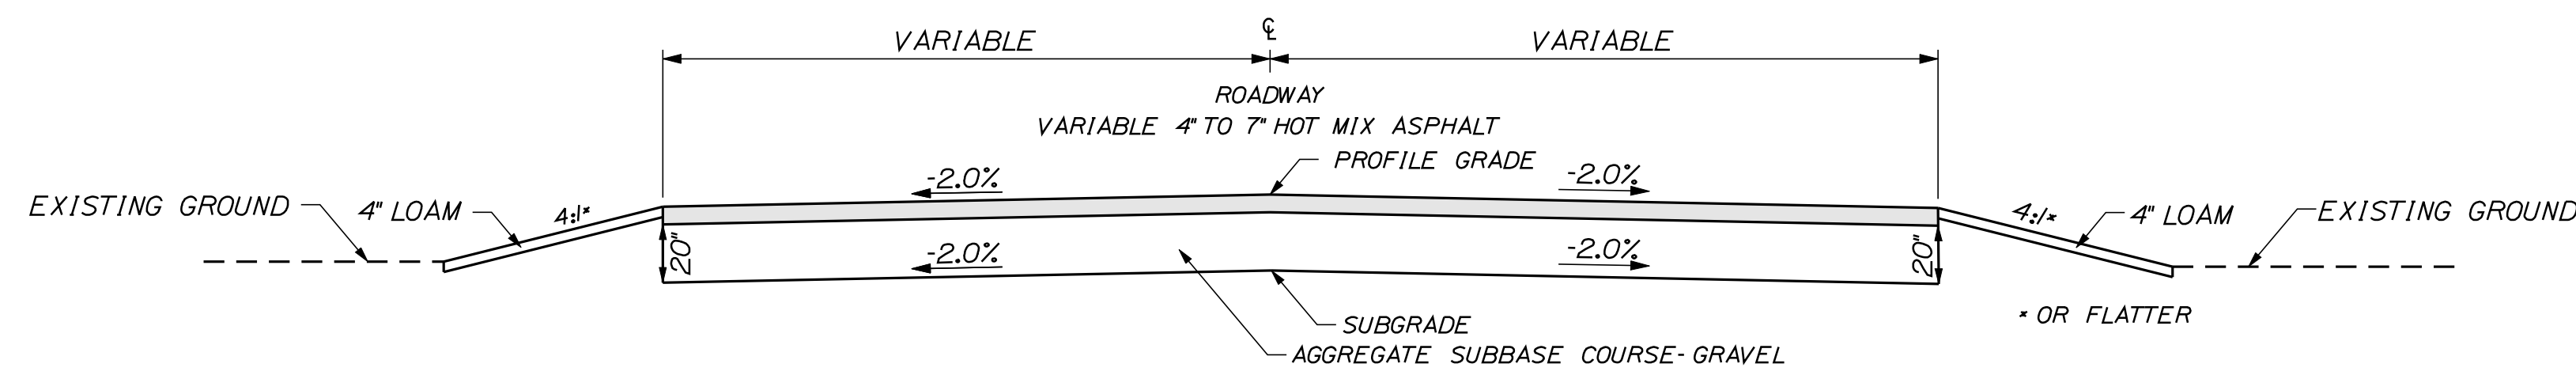 ℄
VARIABLE VARIABLE
ROADWAY
VARIABLE 4" TO 7" HOT MIX ASPHALT
PROFILE GRADE
-2.0% -2.0%
EXISTING GROUND 4" LOAM 4:1* 4:1* 4" LOAM EXISTING GROUND
20" -2.0% -2.0% 20"
* OR FLATTER
SUBGRADE
AGGREGATE SUBBASE COURSE- GRAVEL